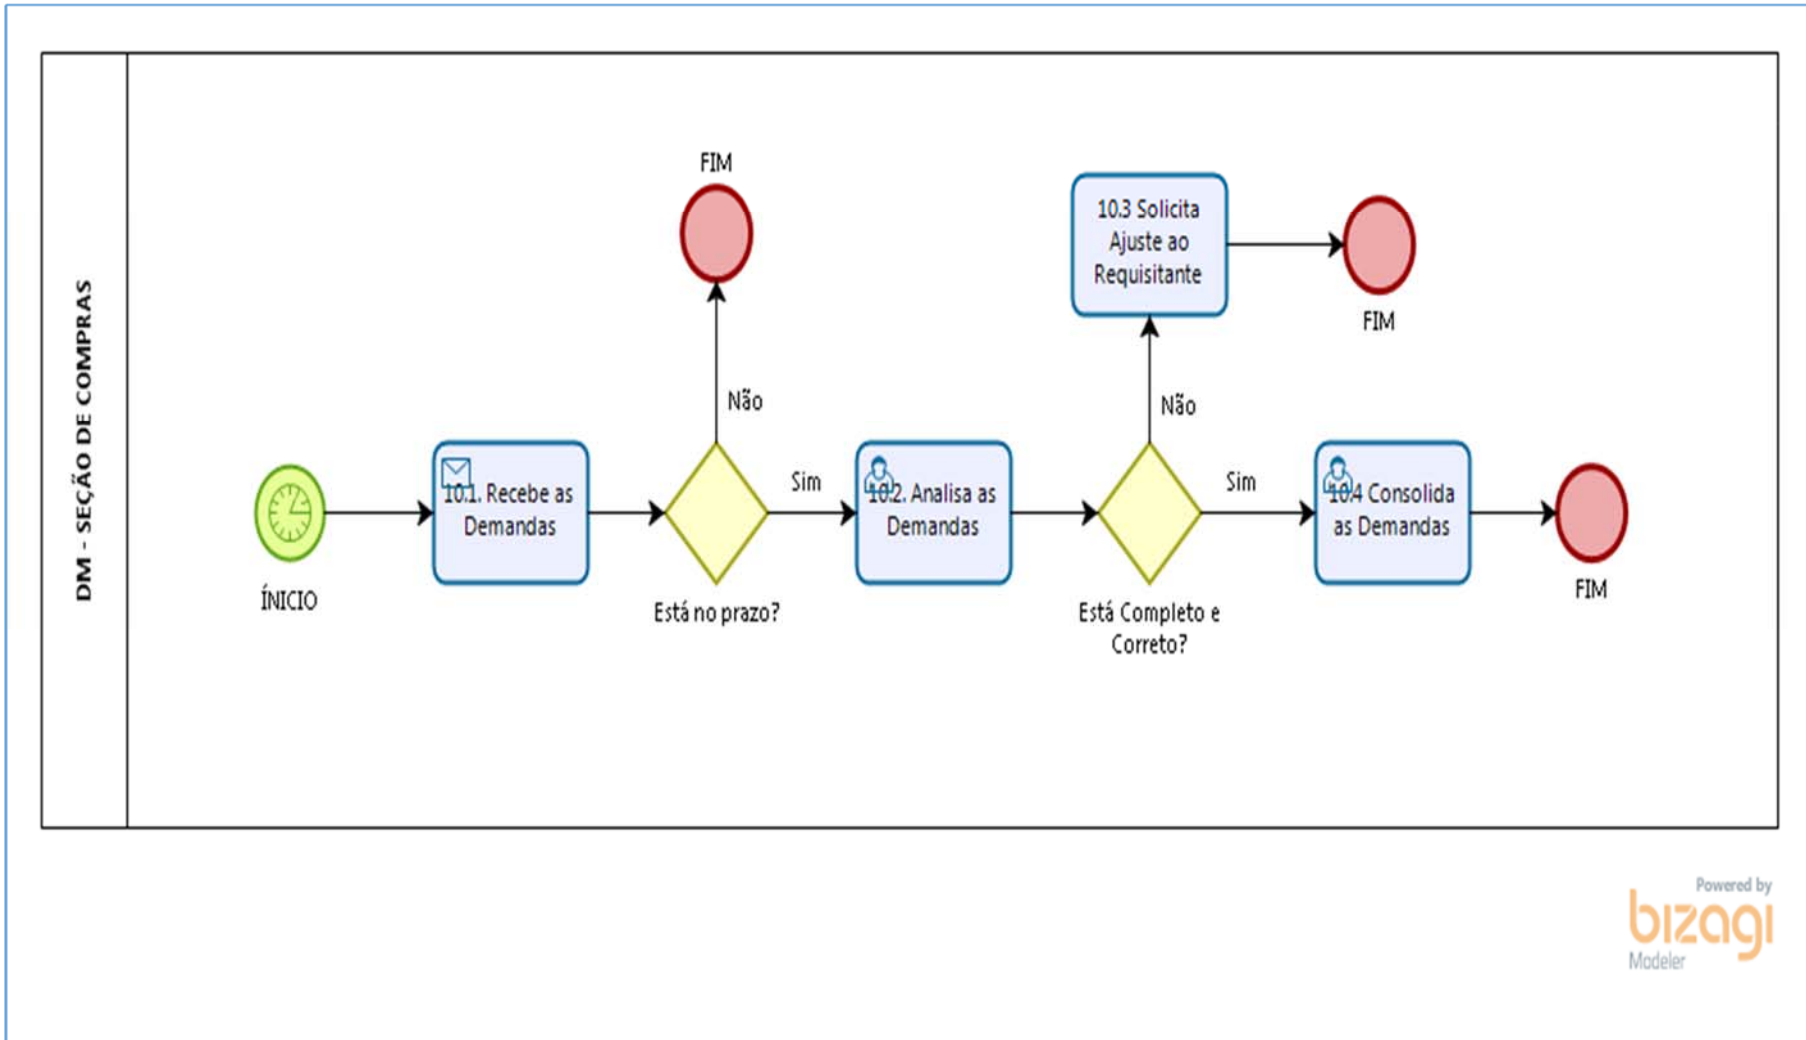 DM - SEÇÃO DE COMPRAS
ÍNICIO
10.1. Recebe as
Demandas
Está no prazo?
Não
FIM
Sim
10.2. Analisa as
Demandas
Está Completo e
Correto?
Não
10.3 Solicita
Ajuste ao
Requisitante
FIM
Sim
10.4 Consolida
as Demandas
FIM
Powered by
bizagi
Modeler